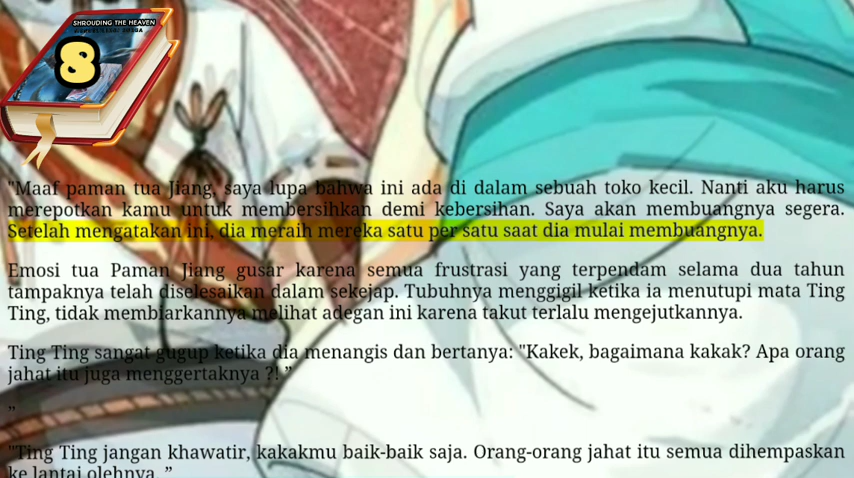 SHROUDING THE HEAVEN
8
"Maaf paman tua Jiang, saya lupa bahwa ini ada di dalam sebuah toko kecil. Nanti aku harus
merepotkan kamu untuk membersihkan demi kebersihan. Saya akan membuangnya segera.
Setelah mengatakan ini, dia meraih mereka satu per satu saat dia mulai membuangnya.
Emosi tua Paman Jiang gusar karena semua frustrasi yang terpendam selama dua tahun
tampaknya telah diselesaikan dalam sekejap. Tubuhnya menggigil ketika ia menutupi mata Ting
Ting, tidak membiarkannya melihat adegan ini karena takut terlalu mengejutkannya.
Ting Ting sangat gugup ketika dia menangis dan bertanya: "Kakek, bagaimana kakak? Apa orang
jahat itu juga menggertaknya ?! ”
”
"Ting Ting jangan khawatir, kakakmu baik-baik saja. Orang-orang jahat itu semua dihempaskan
ke lantai olehnya. ”